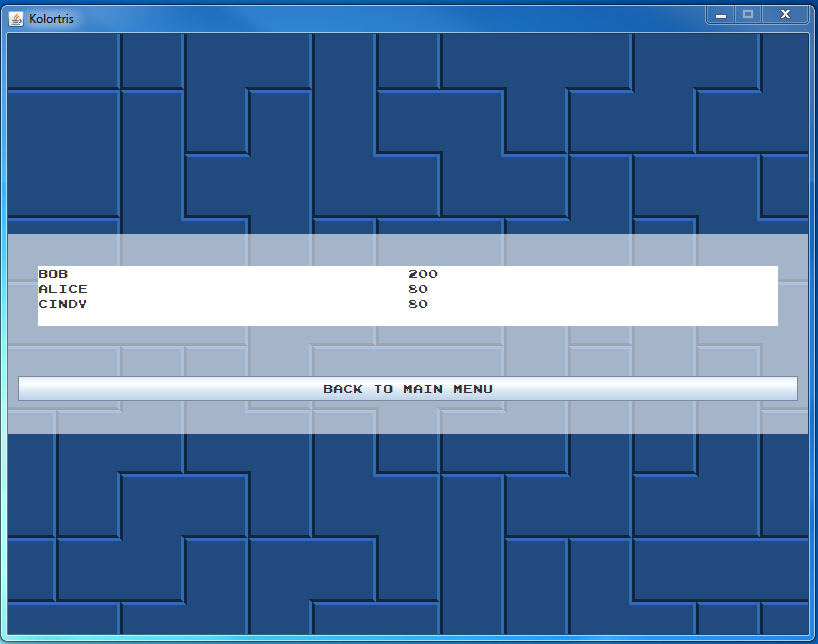 Kolortris
BOB 200
ALICE 80
CINDY 80
BACK TO MAIN MENU